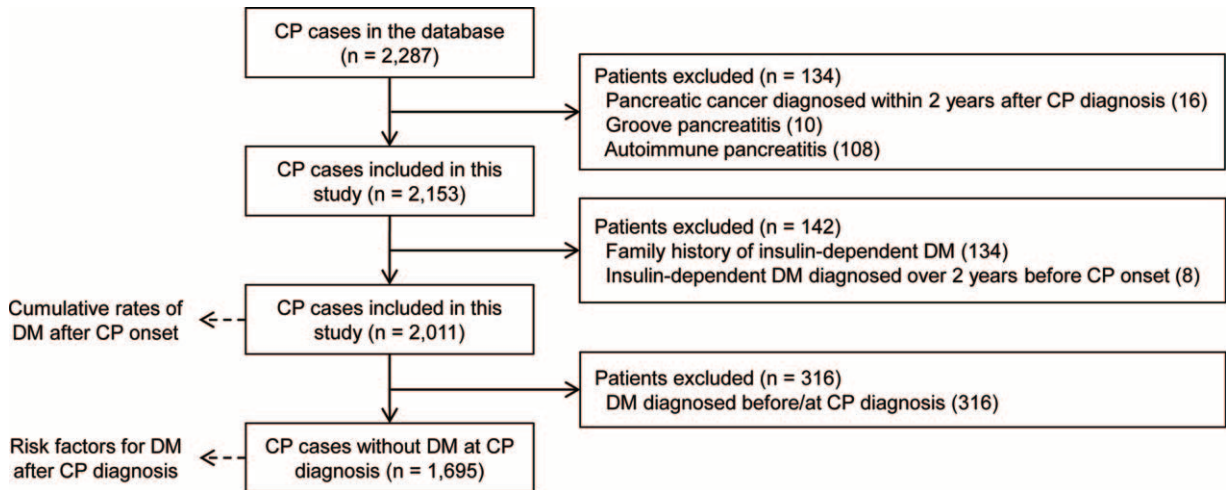 CP cases in the database
(n = 2,287)
Patients excluded (n = 134)
Pancreatic cancer diagnosed within 2 years after CP diagnosis (16)
Groove pancreatitis (10)
Autoimmune pancreatitis (108)
CP cases included in this
study (n = 2,153)
Patients excluded (n = 142)
Family history of insulin-dependent DM (134)
Insulin-dependent DM diagnosed over 2 years before CP onset (8)
Cumulative rates of
DM after CP onset
CP cases included in this
study (n = 2,011)
Patients excluded (n = 316)
DM diagnosed before/at CP diagnosis (316)
Risk factors for DM
after CP diagnosis
CP cases without DM at CP
diagnosis (n = 1,695)